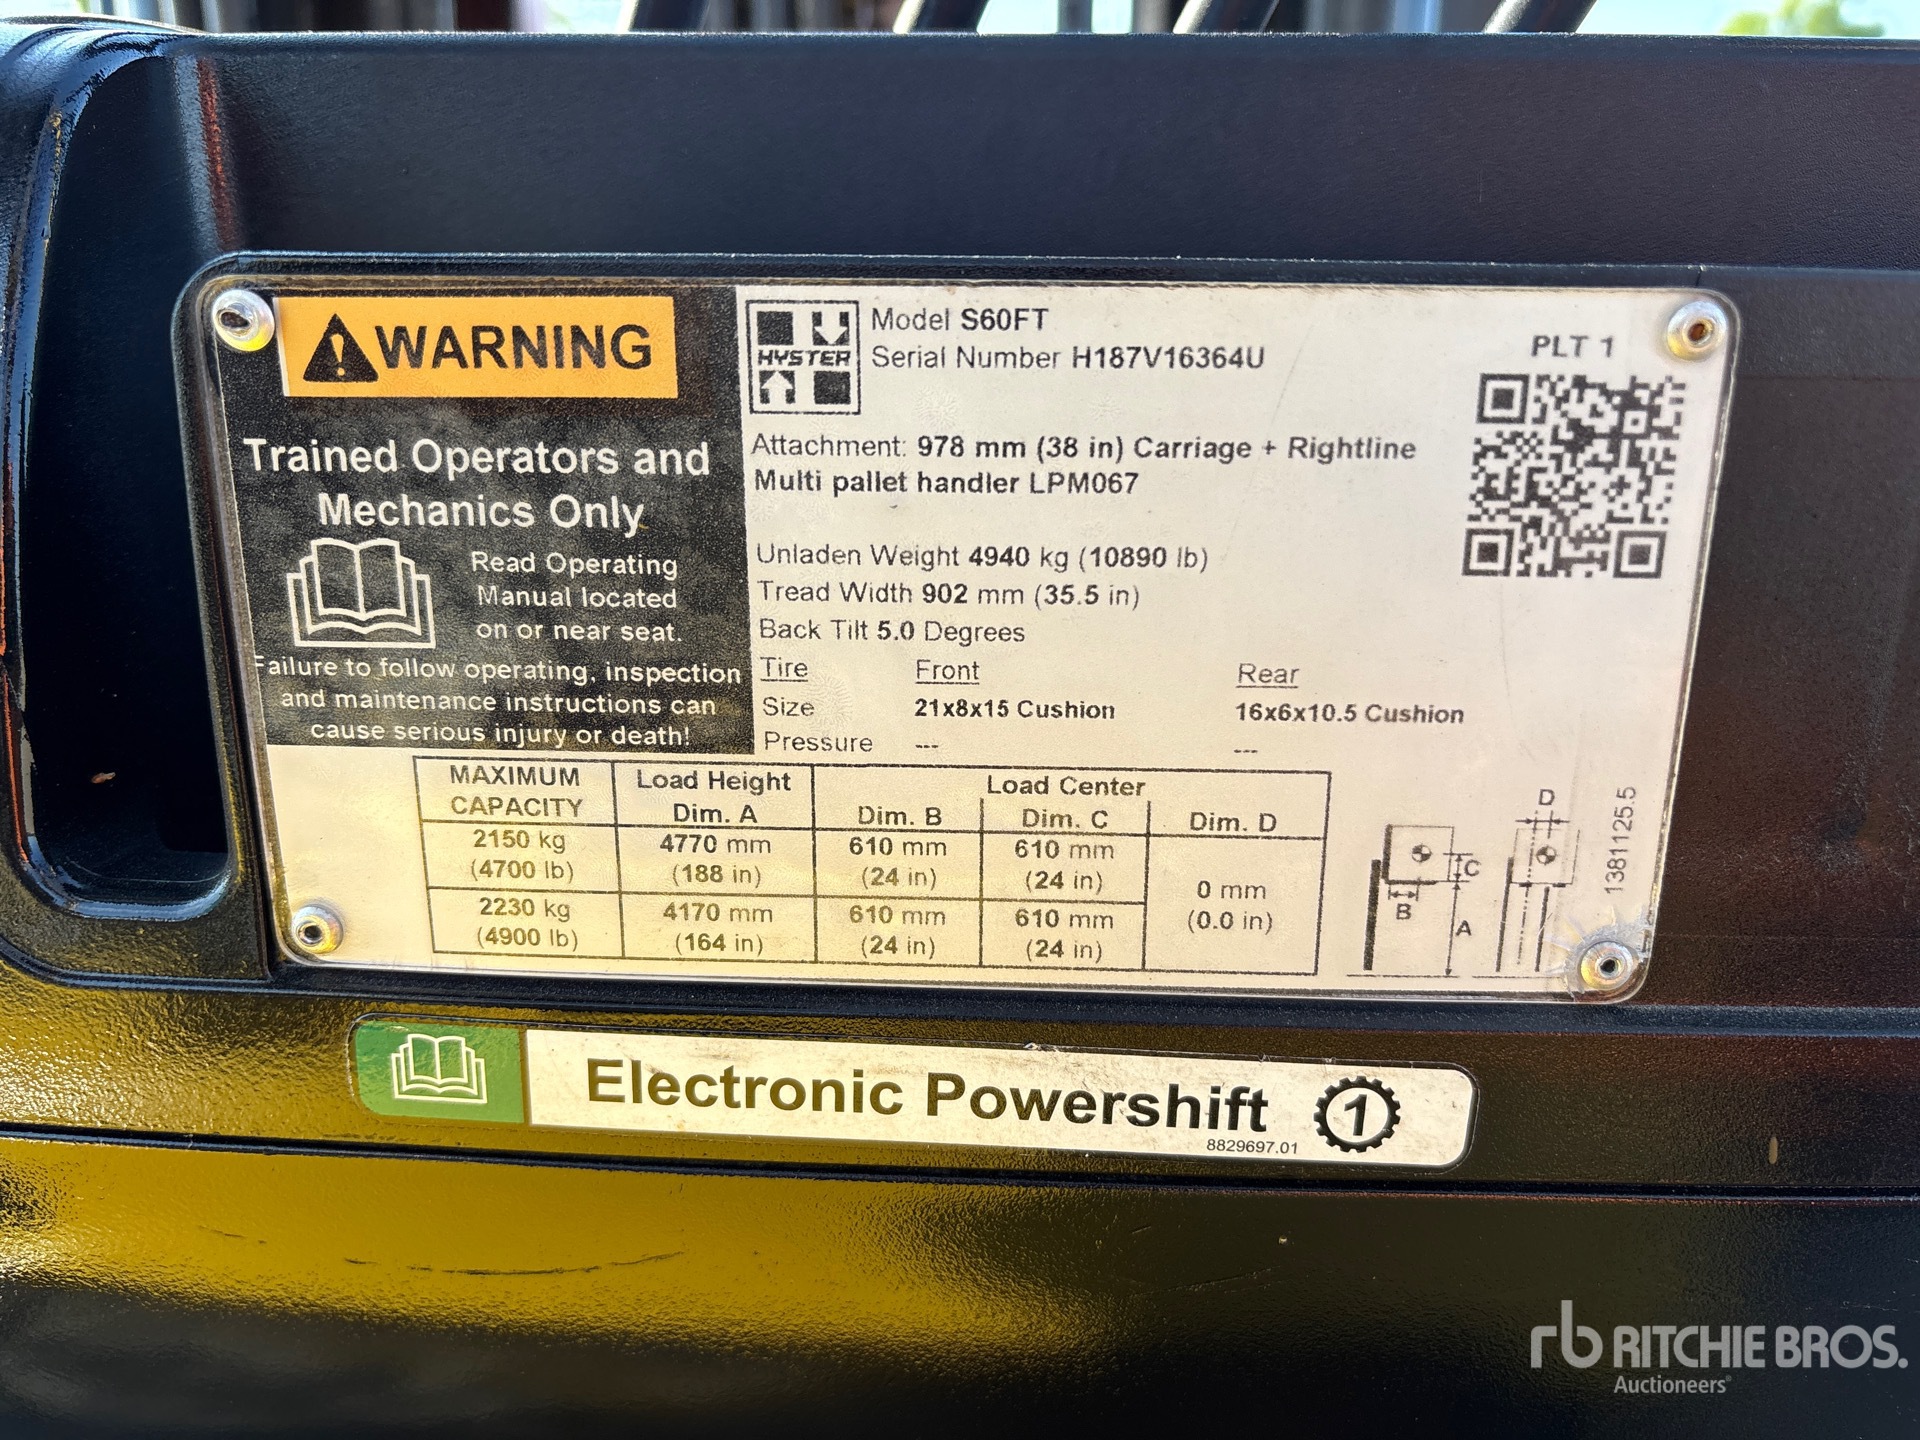 WARNING
Trained Operators and
Mechanics Only
Read Operating
Manual located
on or near seat.
Failure to follow operating, inspection
and maintenance instructions can
cause serious injury or death!
HYSTER
Model S60FT
Serial Number H187V16364U
PLT 1
Attachment: 978 mm (38 in) Carriage + Rightline
Multi pallet handler LPM067
Unladen Weight 4940 kg (10890 lb)
Tread Width 902 mm (35.5 in)
Back Tilt 5.0 Degrees
Tire Front Rear
Size 21x8x15 Cushion 16x6x10.5 Cushion
Pressure --- ---
MAXIMUM CAPACITY Load Height Dim. A Load Center
Dim. B Dim. C Dim. D
2150 kg 4770 mm 610 mm 610 mm
(4700 lb) (188 in) (24 in) (24 in)
0 mm
(0.0 in)
2230 kg 4170 mm 610 mm 610 mm
(4900 lb) (164 in) (24 in) (24 in)
D
C
B
A
1381125.5
Electronic Powershift 1
8829697.01
rb RITCHIE BROS.
Auctioneers